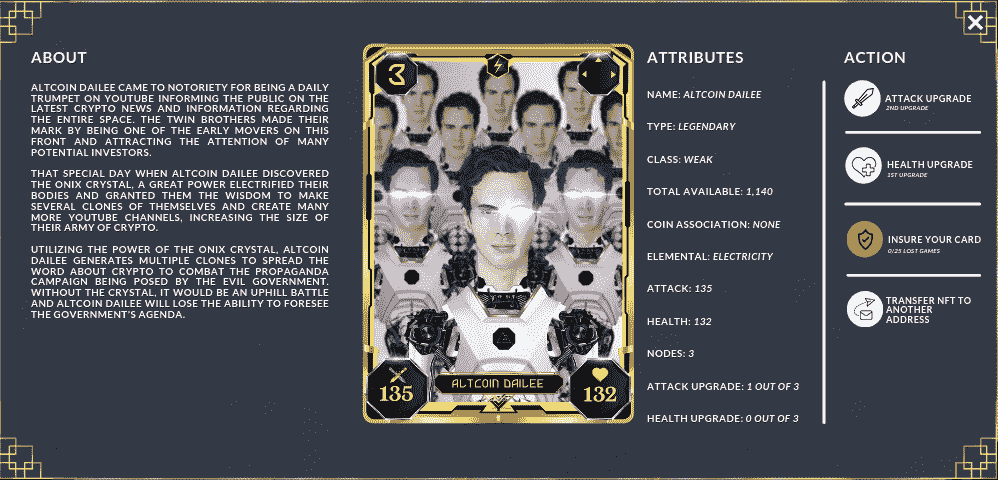 ABOUT
ALTCOIN DAILEE CAME TO NOTORIETY FOR BEING A DAILY
TRUMPET ON YOUTUBE INFORMING THE PUBLIC ON THE
LATEST CRYPTO NEWS AND INFORMATION REGARDING
THE ENTIRE SPACE. THE TWIN BROTHERS MADE THEIR
MARK BY BEING ONE OF THE EARLY MOVERS ON THIS
FRONT AND ATTRACTING THE ATTENTION OF MANY
POTENTIAL INVESTORS.
THAT SPECIAL DAY WHEN ALTCOIN DAILEE DISCOVERED
THE ONIX CRYSTAL, A GREAT POWER ELECTRIFIED THEIR
BODIES AND GRANTED THEM THE WISDOM TO MAKE
SEVERAL CLONES OF THEMSELVES AND CREATE MANY
MORE YOUTUBE CHANNELS, INCREASING THE SIZE OF
THEIR ARMY OF CRYPTO.
UTILIZING THE POWER OF THE ONIX CRYSTAL, ALTCOIN
DAILEE GENERATES MULTIPLE CLONES TO SPREAD THE
WORD ABOUT CRYPTO TO COMBAT THE PROPAGANDA
CAMPAIGN BEING POSED BY THE EVIL GOVERNMENT.
WITHOUT THE CRYSTAL, IT WOULD BE AN UPHILL BATTLE
AND ALTCOIN DAILEE WILL LOSE THE ABILITY TO FORESEE
THE GOVERNMENT'S AGENDA.
ALTCOIN DAILEE
135
132
ATTRIBUTES
NAME: ALTCOIN DAILEE
TYPE: LEGENDARY
CLASS: WEAK
TOTAL AVAILABLE: 1,140
COIN ASSOCIATION: NONE
ELEMENTAL: ELECTRICITY
ATTACK: 135
HEALTH: 132
NODES: 3
ATTACK UPGRADE: 1 OUT OF 3
HEALTH UPGRADE: 0 OUT OF 3
ACTION
ATTACK UPGRADE
2ND UPGRADE
HEALTH UPGRADE
1ST UPGRADE
INSURE YOUR CARD
0/25 LOST GAMES
TRANSFER NFT TO
ANOTHER
ADDRESS